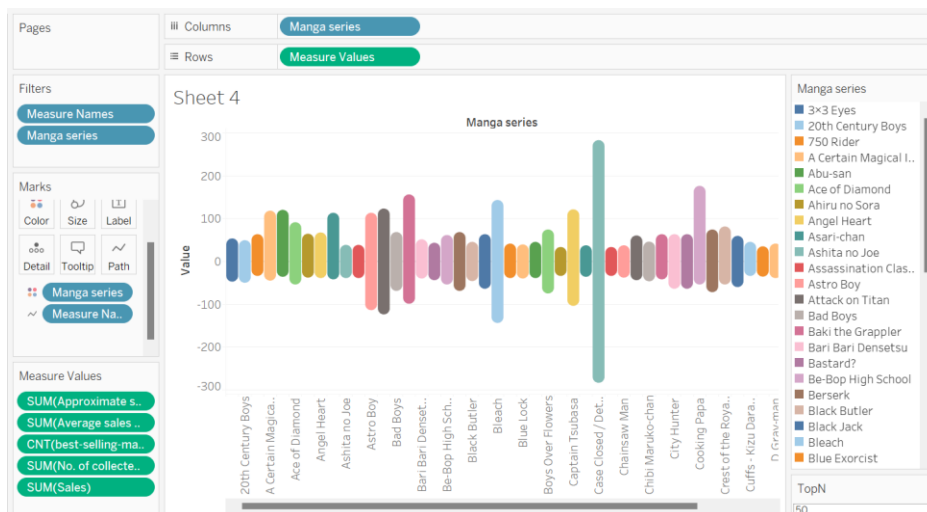 Pages
Columns
Manga series
Rows
Measure Values
Filters
Measure Names
Manga series
Marks
Color
Size
Label
Detail
Tooltip
Path
Manga series
Measure Na..
Measure Values
SUM(Approximate s..
SUM(Average sales ..
CNT(best-selling-ma..
SUM(No. of collecte..
SUM(Sales)
Sheet 4
Manga series
Value
300
200
100
0
-100
-200
-300
20th Century Boys
A Certain Magica..
Ace of Diamond
Angel Heart
Ashita no Joe
Astro Boy
Bad Boys
Bari Bari Denset..
Be-Bop High Sch..
Black Butler
Bleach
Blue Lock
Boys Over Flowers
Captain Tsubasa
Case Closed / Det..
Chainsaw Man
Chibi Maruko-chan
City Hunter
Cooking Papa
Crest of the Roya..
Cuffs - Kizu Dara..
D.Gray-man
Manga series
3×3 Eyes
20th Century Boys
750 Rider
A Certain Magical I..
Abu-san
Ace of Diamond
Ahiru no Sora
Angel Heart
Asari-chan
Ashita no Joe
Assassination Clas..
Astro Boy
Attack on Titan
Bad Boys
Baki the Grappler
Bari Bari Densetsu
Bastard?
Be-Bop High School
Berserk
Black Butler
Black Jack
Bleach
Blue Exorcist
TopN
50